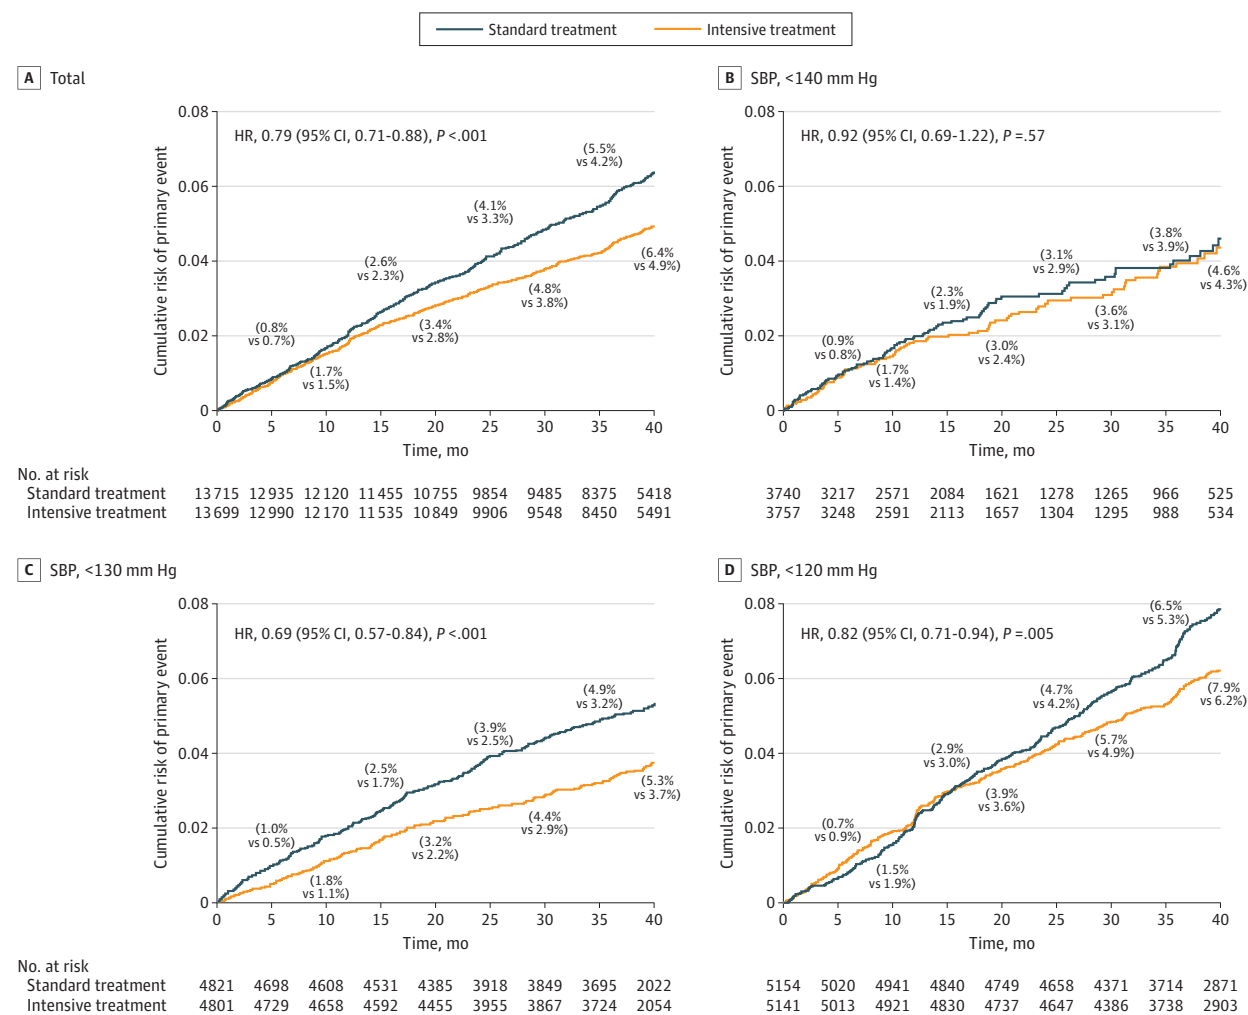 Standard treatment Intensive treatment
A Total
HR, 0.79 (95% CI, 0.71-0.88), P <.001
Cumulative risk of primary event
0.08
0.06
0.04
0.02
0
(0.8%
vs 0.7%)
(1.7%
vs 1.5%)
(2.6%
vs 2.3%)
(3.4%
vs 2.8%)
(4.1%
vs 3.3%)
(4.8%
vs 3.8%)
(5.5%
vs 4.2%)
(6.4%
vs 4.9%)
0 5 10 15 20 25 30 35 40
Time, mo
No. at risk
Standard treatment 13 715 12 935 12 120 11 455 10 755 9854 9485 8375 5418
Intensive treatment 13 699 12 990 12 170 11 535 10 849 9906 9548 8450 5491
B SBP, <140 mm Hg
HR, 0.92 (95% CI, 0.69-1.22), P =.57
Cumulative risk of primary event
0.08
0.06
0.04
0.02
0
(0.9%
vs 0.8%)
(1.7%
vs 1.4%)
(2.3%
vs 1.9%)
(3.0%
vs 2.4%)
(3.1%
vs 2.9%)
(3.6%
vs 3.1%)
(3.8%
vs 3.9%)
(4.6%
vs 4.3%)
0 5 10 15 20 25 30 35 40
Time, mo
3740 3217 2571 2084 1621 1278 1265 966 525
3757 3248 2591 2113 1657 1304 1295 988 534
C SBP, <130 mm Hg
HR, 0.69 (95% CI, 0.57-0.84), P <.001
Cumulative risk of primary event
0.08
0.06
0.04
0.02
0
(1.0%
vs 0.5%)
(1.8%
vs 1.1%)
(2.5%
vs 1.7%)
(3.2%
vs 2.2%)
(3.9%
vs 2.5%)
(4.4%
vs 2.9%)
(4.9%
vs 3.2%)
(5.3%
vs 3.7%)
0 5 10 15 20 25 30 35 40
Time, mo
No. at risk
Standard treatment 4821 4698 4608 4531 4385 3918 3849 3695 2022
Intensive treatment 4801 4729 4658 4592 4455 3955 3867 3724 2054
D SBP, <120 mm Hg
HR, 0.82 (95% CI, 0.71-0.94), P =.005
Cumulative risk of primary event
0.08
0.06
0.04
0.02
0
(0.7%
vs 0.9%)
(1.5%
vs 1.9%)
(2.9%
vs 3.0%)
(3.9%
vs 3.6%)
(4.7%
vs 4.2%)
(5.7%
vs 4.9%)
(6.5%
vs 5.3%)
(7.9%
vs 6.2%)
0 5 10 15 20 25 30 35 40
Time, mo
5154 5020 4941 4840 4749 4658 4371 3714 2871
5141 5013 4921 4830 4737 4647 4386 3738 2903